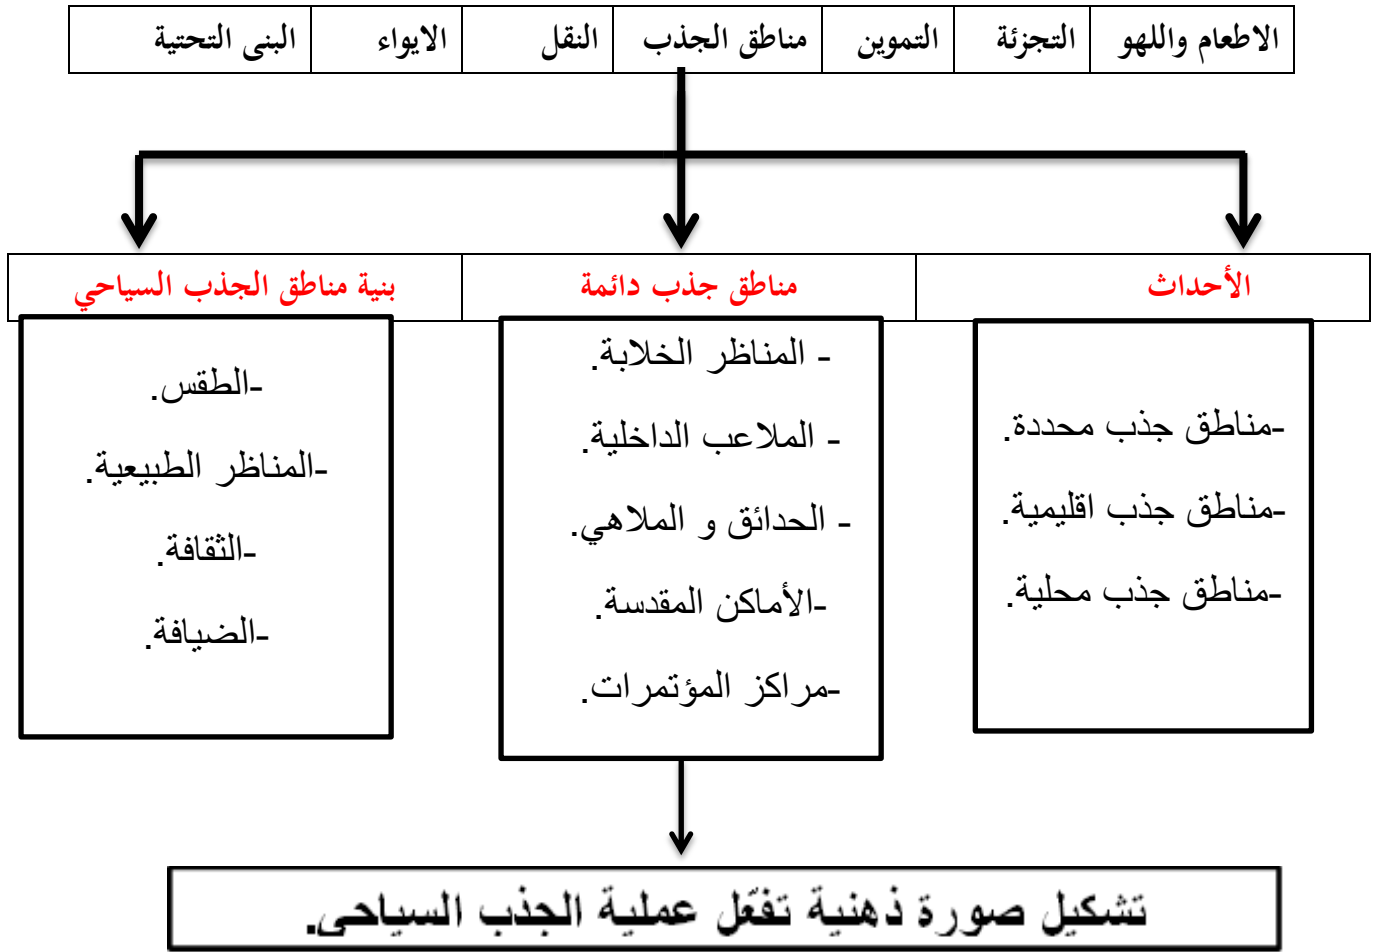 الاطعام واللهو
التجزئة
التموين
مناطق الجذب
النقل
الايواء
البنى التحتية
الأحداث
مناطق جذب دائمة
بنية مناطق الجذب السياحي
-مناطق جذب محددة.
-مناطق جذب اقليمية.
-مناطق جذب محلية.
- المناظر الخلابة.
- الملاعب الداخلية.
- الحدائق و الملاهي.
-الأماكن المقدسة.
-مراكز المؤتمرات.
-الطقس.
-المناظر الطبيعية.
-الثقافة.
-الضيافة.
تشكيل صورة ذهنية تفعّل عملية الجذب السياحي.